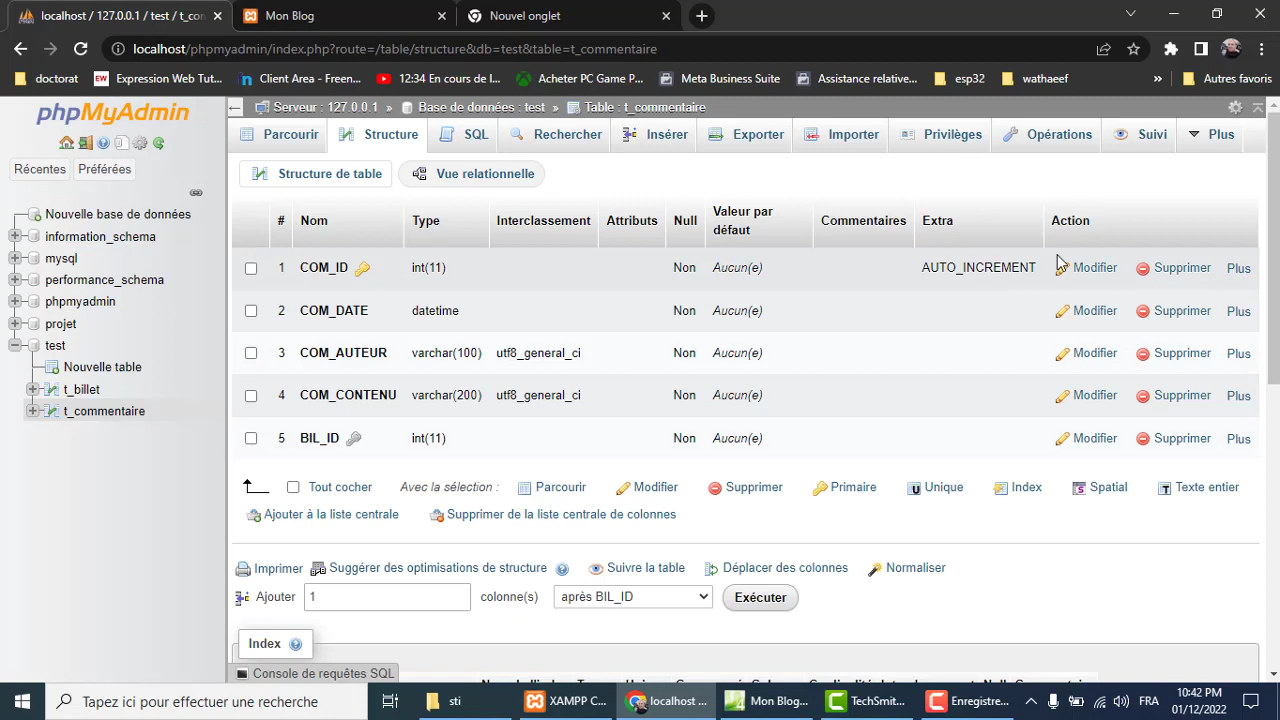 localhost / 127.0.0.1 / test / t_con
Mon Blog
Nouvel onglet
localhost/phpmyadmin/index.php?route=/table/structure&db=test&table=t_commentaire
doctorat
EW Expression Web Tut...
Client Area - Freen...
12:34 En cours de l...
Acheter PC Game P...
Meta Business Suite
Assistance relative...
esp32
wathaeef
»
Autres favoris
phpMyAdmin
Serveur : 127.0.0.1 » Base de données : test » Table : t_commentaire
Parcourir Structure SQL Rechercher Insérer Exporter Importer Privilèges Opérations Suivi Plus
Récentes Préférées
Structure de table Vue relationnelle
Nouvelle base de données
information_schema
mysql
performance_schema
phpmyadmin
projet
test
Nouvelle table
t_billet
t_commentaire
# Nom Type Interclassement Attributs Null Valeur par défaut Commentaires Extra Action
1 COM_ID int(11) Non Aucun(e) AUTO_INCREMENT Modifier Supprimer Plus
2 COM_DATE datetime Non Aucun(e) Modifier Supprimer Plus
3 COM_AUTEUR varchar(100) utf8_general_ci Non Aucun(e) Modifier Supprimer Plus
4 COM_CONTENU varchar(200) utf8_general_ci Non Aucun(e) Modifier Supprimer Plus
5 BIL_ID int(11) Non Aucun(e) Modifier Supprimer Plus
Tout cocher Avec la sélection : Parcourir Modifier Supprimer Primaire Unique Index Spatial Texte entier
Ajouter à la liste centrale Supprimer de la liste centrale de colonnes
Imprimer Suggérer des optimisations de structure Suivre la table Déplacer des colonnes Normaliser
Ajouter 1 colonne(s) après BIL_ID Exécuter
Index
Console de requêtes SQL
Tapez ici pour effectuer une recherche
sti
XAMPP C...
localhost ...
Mon Blog...
TechSmit...
Enregistre...
FRA
10:42 PM
01/12/2022